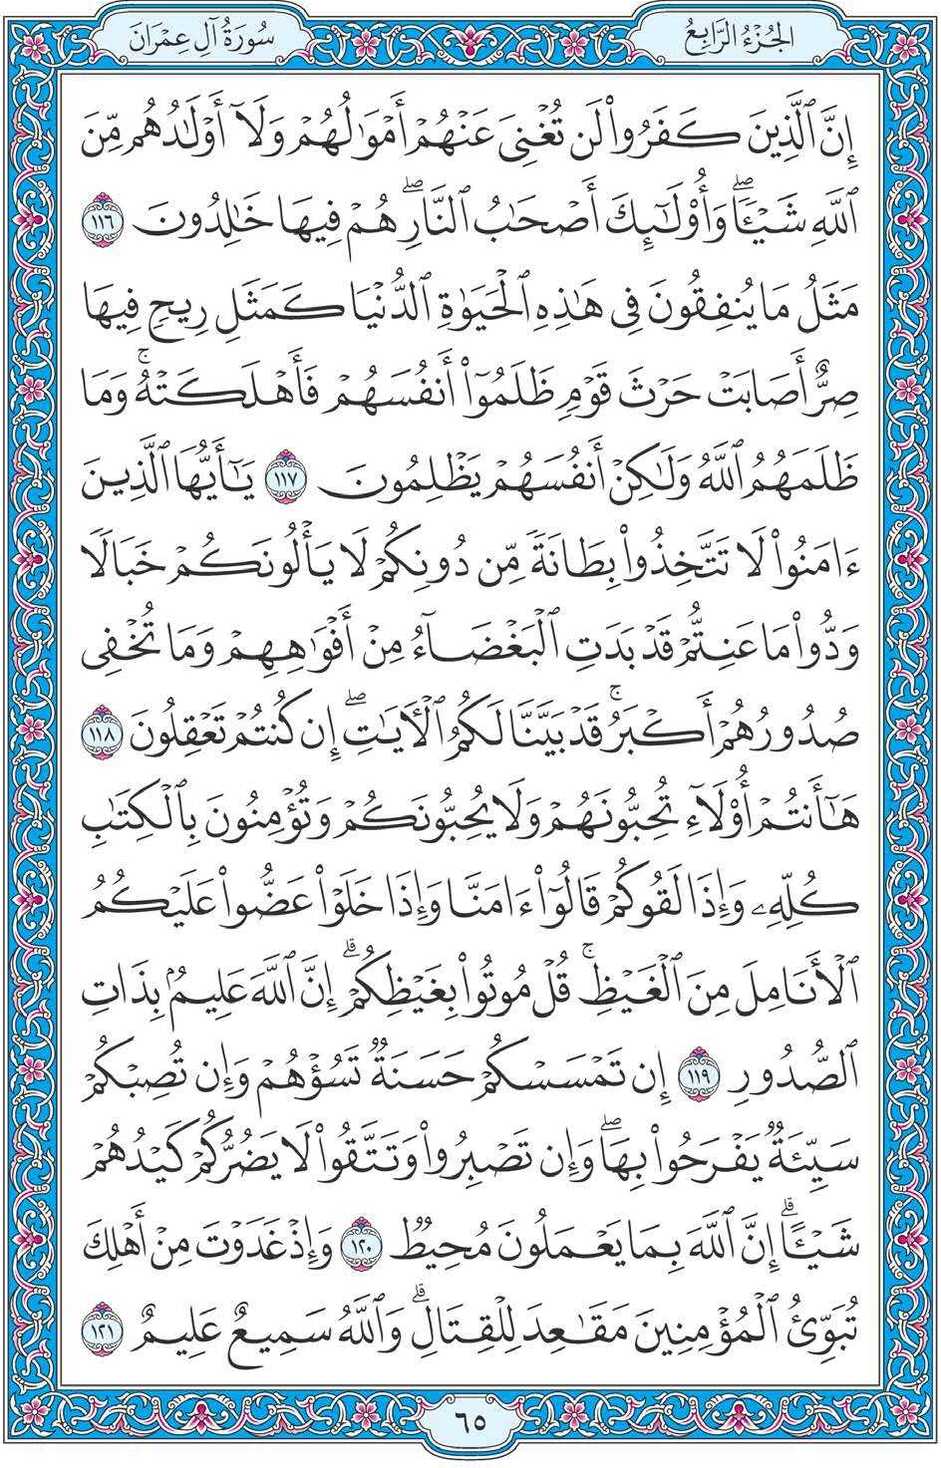 الجُزْءُ الرَّابِعُ
سُورَةُ آلِ عِمْرَانَ
إِنَّ ٱلَّذِينَ كَفَرُواْ لَن تُغْنِىَ عَنْهُمْ أَمْوَٰلُهُمْ وَلَآ أَوْلَٰدُهُم مِّنَ
ٱللَّهِ شَيْـًٔاۖ وَأُوْلَٰٓئِكَ أَصْحَٰبُ ٱلنَّارِۖ هُمْ فِيهَا خَٰلِدُونَ ١١٦
مَثَلُ مَا يُنفِقُونَ فِى هَٰذِهِ ٱلْحَيَوٰةِ ٱلدُّنْيَا كَمَثَلِ رِيحٍ فِيهَا
صِرٌّ أَصَابَتْ حَرْثَ قَوْمٍ ظَلَمُوٓاْ أَنفُسَهُمْ فَأَهْلَكَتْهُۚ وَمَا
ظَلَمَهُمُ ٱللَّهُ وَلَٰكِنْ أَنفُسَهُمْ يَظْلِمُونَ ١١٧ يَٰٓأَيُّهَا ٱلَّذِينَ
ءَامَنُواْ لَا تَتَّخِذُواْ بِطَانَةً مِّن دُونِكُمْ لَا يَأْلُونَكُمْ خَبَالًا
وَدُّواْ مَا عَنِتُّمْ قَدْ بَدَتِ ٱلْبَغْضَآءُ مِنْ أَفْوَٰهِهِمْ وَمَا تُخْفِى
صُدُورُهُمْ أَكْبَرُۚ قَدْ بَيَّنَّا لَكُمُ ٱلْأٓيَٰتِۖ إِن كُنتُمْ تَعْقِلُونَ ١١٨
هَٰٓأَنتُمْ أُوْلَآءِ تُحِبُّونَهُمْ وَلَا يُحِبُّونَكُمْ وَتُؤْمِنُونَ بِٱلْكِتَٰبِ
كُلِّهِۦ وَإِذَا لَقُوكُمْ قَالُوٓاْ ءَامَنَّا وَإِذَا خَلَوْاْ عَضُّواْ عَلَيْكُمُ
ٱلْأَنَامِلَ مِنَ ٱلْغَيْظِۚ قُلْ مُوتُواْ بِغَيْظِكُمْۗ إِنَّ ٱللَّهَ عَلِيمٌۢ بِذَاتِ
ٱلصُّدُورِ ١١٩ إِن تَمْسَسْكُمْ حَسَنَةٌ تَسُؤْهُمْ وَإِن تُصِبْكُمْ
سَيِّئَةٌ يَفْرَحُواْ بِهَاۖ وَإِن تَصْبِرُواْ وَتَتَّقُواْ لَا يَضُرُّكُمْ كَيْدُهُمْ
شَيْـًٔاۗ إِنَّ ٱللَّهَ بِمَا يَعْمَلُونَ مُحِيطٌ ١٢٠ وَإِذْ غَدَوْتَ مِنْ أَهْلِكَ
تُبَوِّئُ ٱلْمُؤْمِنِينَ مَقَٰعِدَ لِلْقِتَالِۗ وَٱللَّهُ سَمِيعٌ عَلِيمٌ ١٢١
٦٥